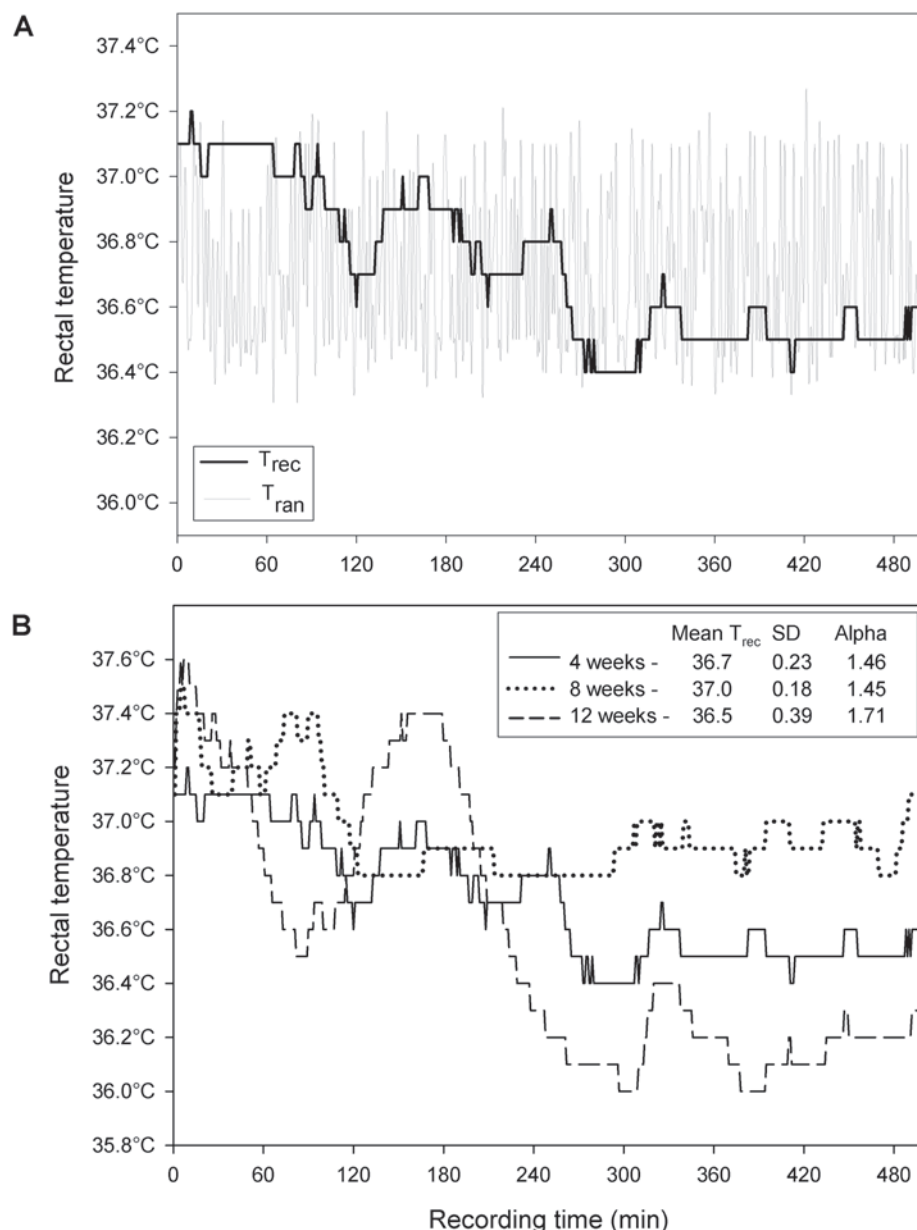 A
37.4°C
37.2°C
37.0°C
36.8°C
36.6°C
36.4°C
36.2°C
36.0°C
Rectal temperature
Trec
Tran
0 60 120 180 240 300 360 420 480
B
37.6°C
37.4°C
37.2°C
37.0°C
36.8°C
36.6°C
36.4°C
36.2°C
36.0°C
35.8°C
Rectal temperature
Mean Trec SD Alpha
4 weeks - 36.7 0.23 1.46
8 weeks - 37.0 0.18 1.45
12 weeks - 36.5 0.39 1.71
0 60 120 180 240 300 360 420 480
Recording time (min)